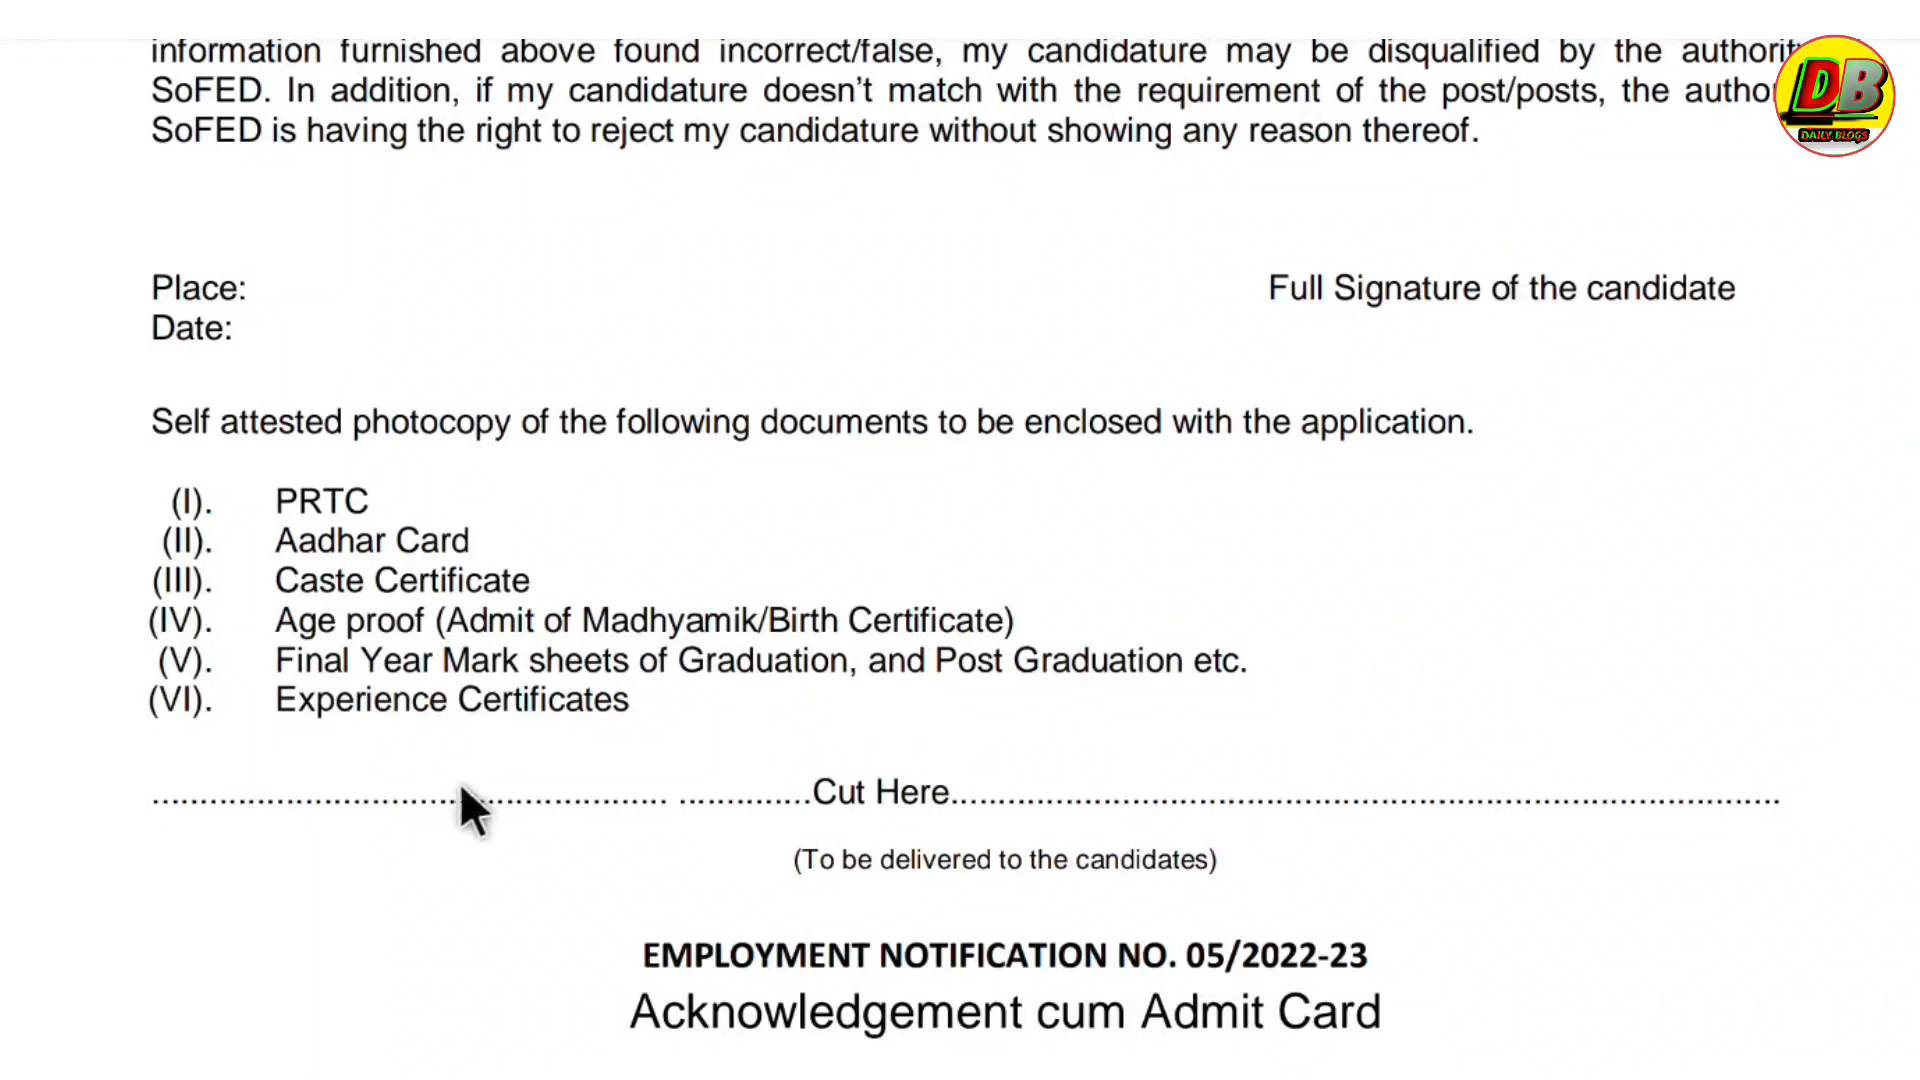 information furnished above found incorrect/false, my candidature may be disqualified by the
SoFED. In addition, if my candidature doesn’t match with the requirement of the post/posts, the
SoFED is having the right to reject my candidature without showing any reason thereof.
DB
DAILY BLOGS
Place: Full Signature of the candidate
Date:
Self attested photocopy of the following documents to be enclosed with the application.
(I). PRTC
(II). Aadhar Card
(III). Caste Certificate
(IV). Age proof (Admit of Madhyamik/Birth Certificate)
(V). Final Year Mark sheets of Graduation, and Post Graduation etc.
(VI). Experience Certificates
....................................................... ..............Cut Here.........................................................................................
(To be delivered to the candidates)
EMPLOYMENT NOTIFICATION NO. 05/2022-23
Acknowledgement cum Admit Card